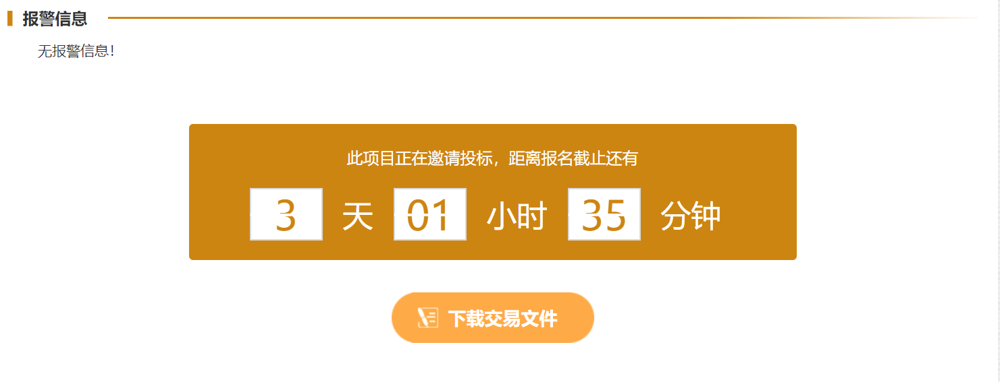 报警信息
无报警信息！
此项目正在邀请投标，距离报名截止还有
3 天 01 小时 35 分钟
下载交易文件